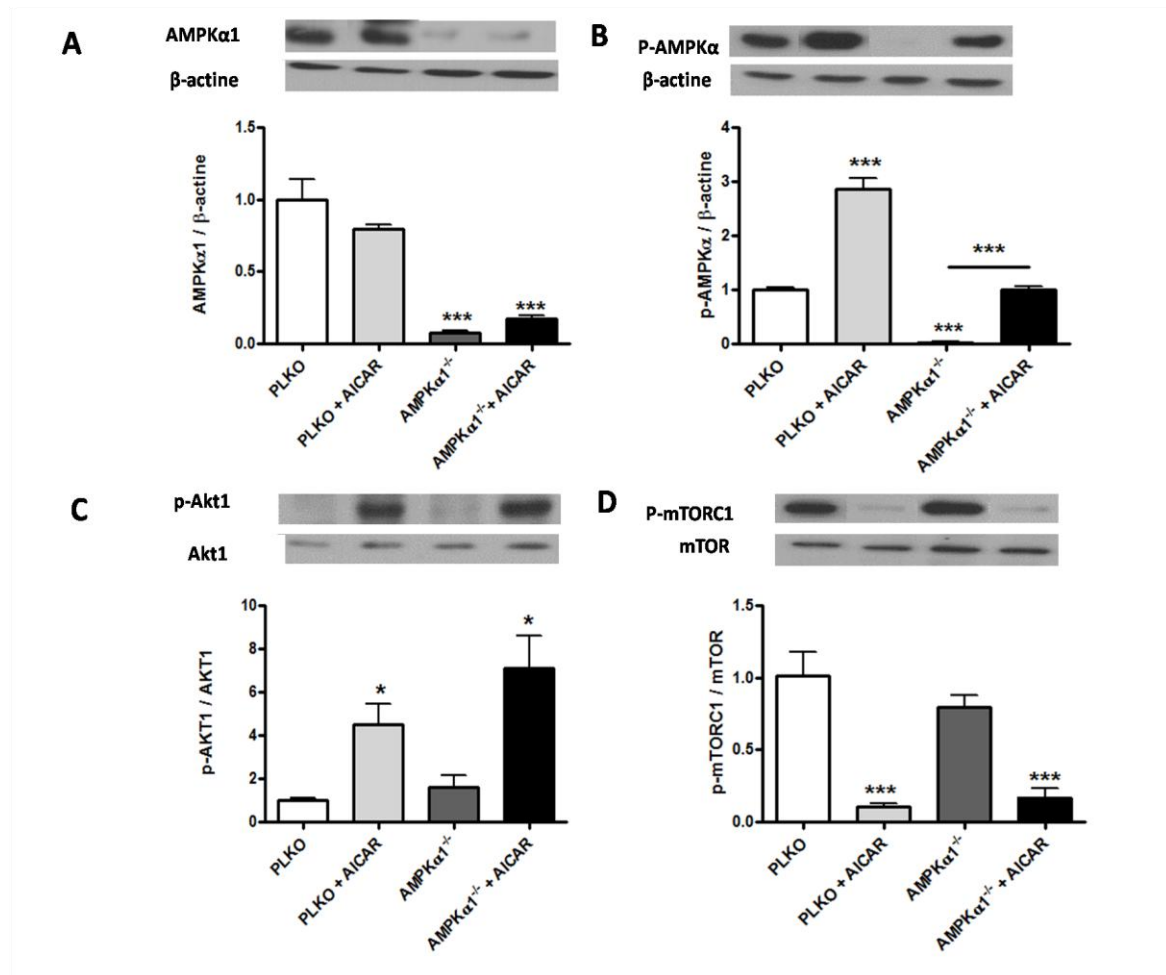 A
AMPKα1
β-actine
1.5
1.0
0.5
0.0
AMPKα1 / β-actine
***
***
PLKO
PLKO + AICAR
AMPKα1-/-
AMPKα1-/- + AICAR
B
P-AMPKα
β-actine
4
3
2
1
0
p-AMPKα / β-actine
***
***
***
PLKO
PLKO + AICAR
AMPKα1-/-
AMPKα1-/- + AICAR
C
p-Akt1
Akt1
10
8
6
4
2
0
p-AKT1 / AKT1
*
*
PLKO
PLKO + AICAR
AMPKα1-/-
AMPKα1-/- + AICAR
D
P-mTORC1
mTOR
1.5
1.0
0.5
0.0
p-mTORC1 / mTOR
***
***
PLKO
PLKO + AICAR
AMPKα1-/-
AMPKα1-/- + AICAR